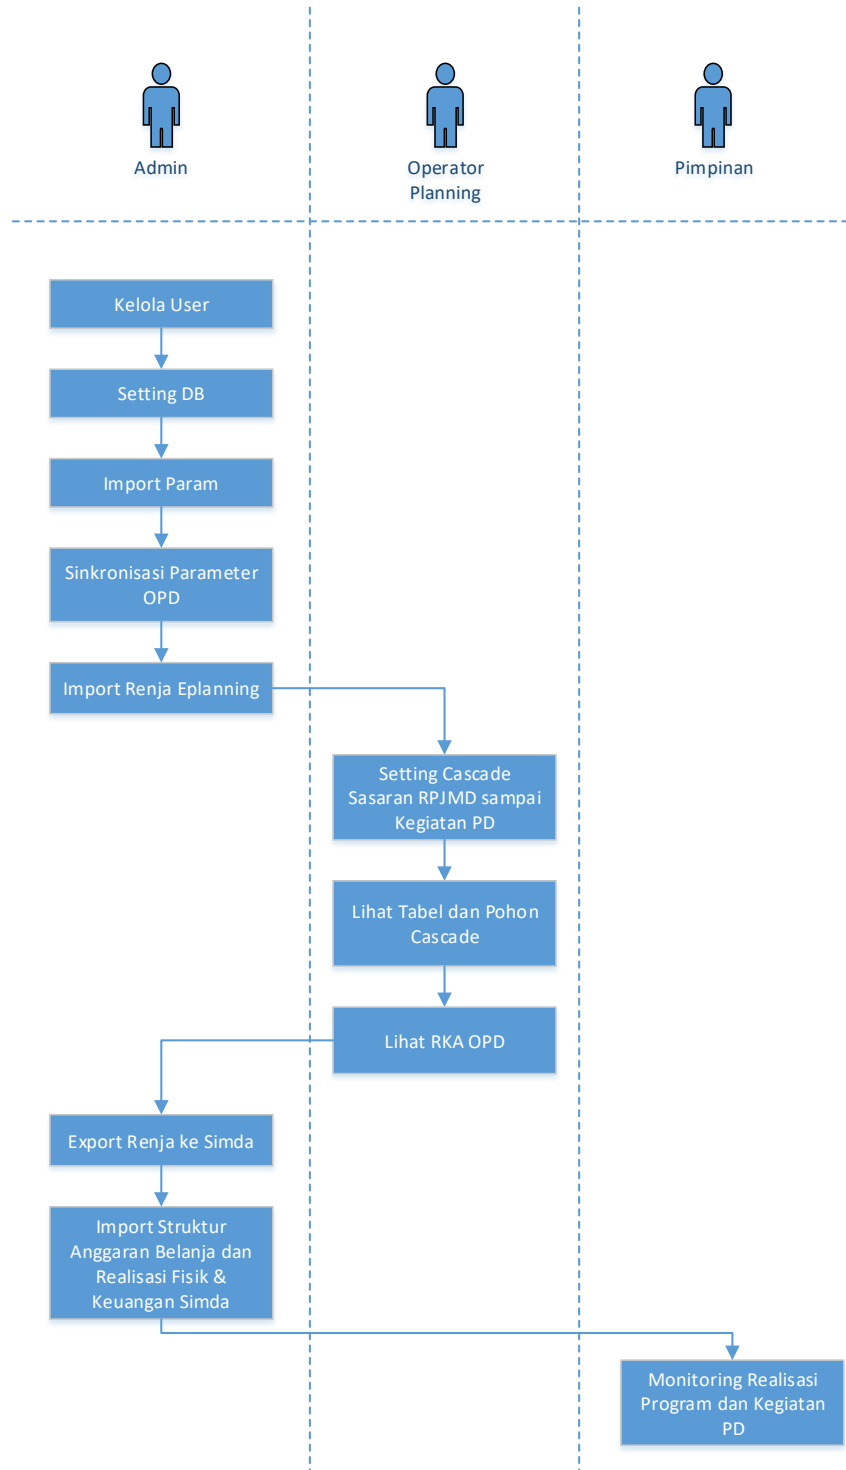 Admin
Operator
Planning
Pimpinan
Kelola User
Setting DB
Import Param
Sinkronisasi Parameter
OPD
Import Renja Eplanning
Setting Cascade
Sasaran RPJMD sampai
Kegiatan PD
Lihat Tabel dan Pohon
Cascade
Lihat RKA OPD
Export Renja ke Simda
Import Struktur
Anggaran Belanja dan
Realisasi Fisik &
Keuangan Simda
Monitoring Realisasi
Program dan Kegiatan
PD